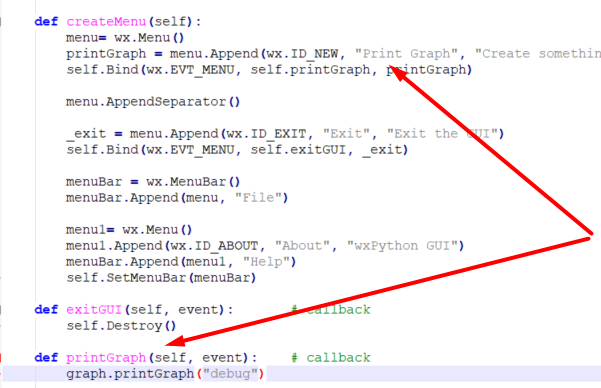 def createMenu(self):
menu= wx.Menu()
printGraph = menu.Append(wx.ID_NEW, "Print Graph", "Create somethin
self.Bind(wx.EVT_MENU, self.printGraph, printGraph)
menu.AppendSeparator()
_exit = menu.Append(wx.ID_EXIT, "Exit", "Exit the GUI")
self.Bind(wx.EVT_MENU, self.exitGUI, _exit)
menuBar = wx.MenuBar()
menuBar.Append(menu, "File")
menu1= wx.Menu()
menu1.Append(wx.ID_ABOUT, "About", "wxPython GUI")
menuBar.Append(menu1, "Help")
self.SetMenuBar(menuBar)
def exitGUI(self, event):       # callback
self.Destroy()
def printGraph(self, event):    # callback
graph.printGraph("debug")